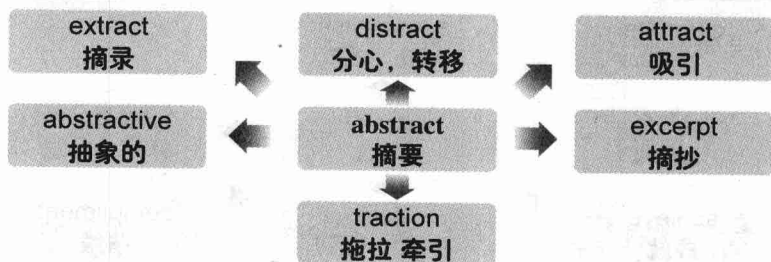 extract
摘录
distract
分心，转移
attract
吸引
abstractive
抽象的
abstract
摘要
excerpt
摘抄
traction
拖拉 牵引